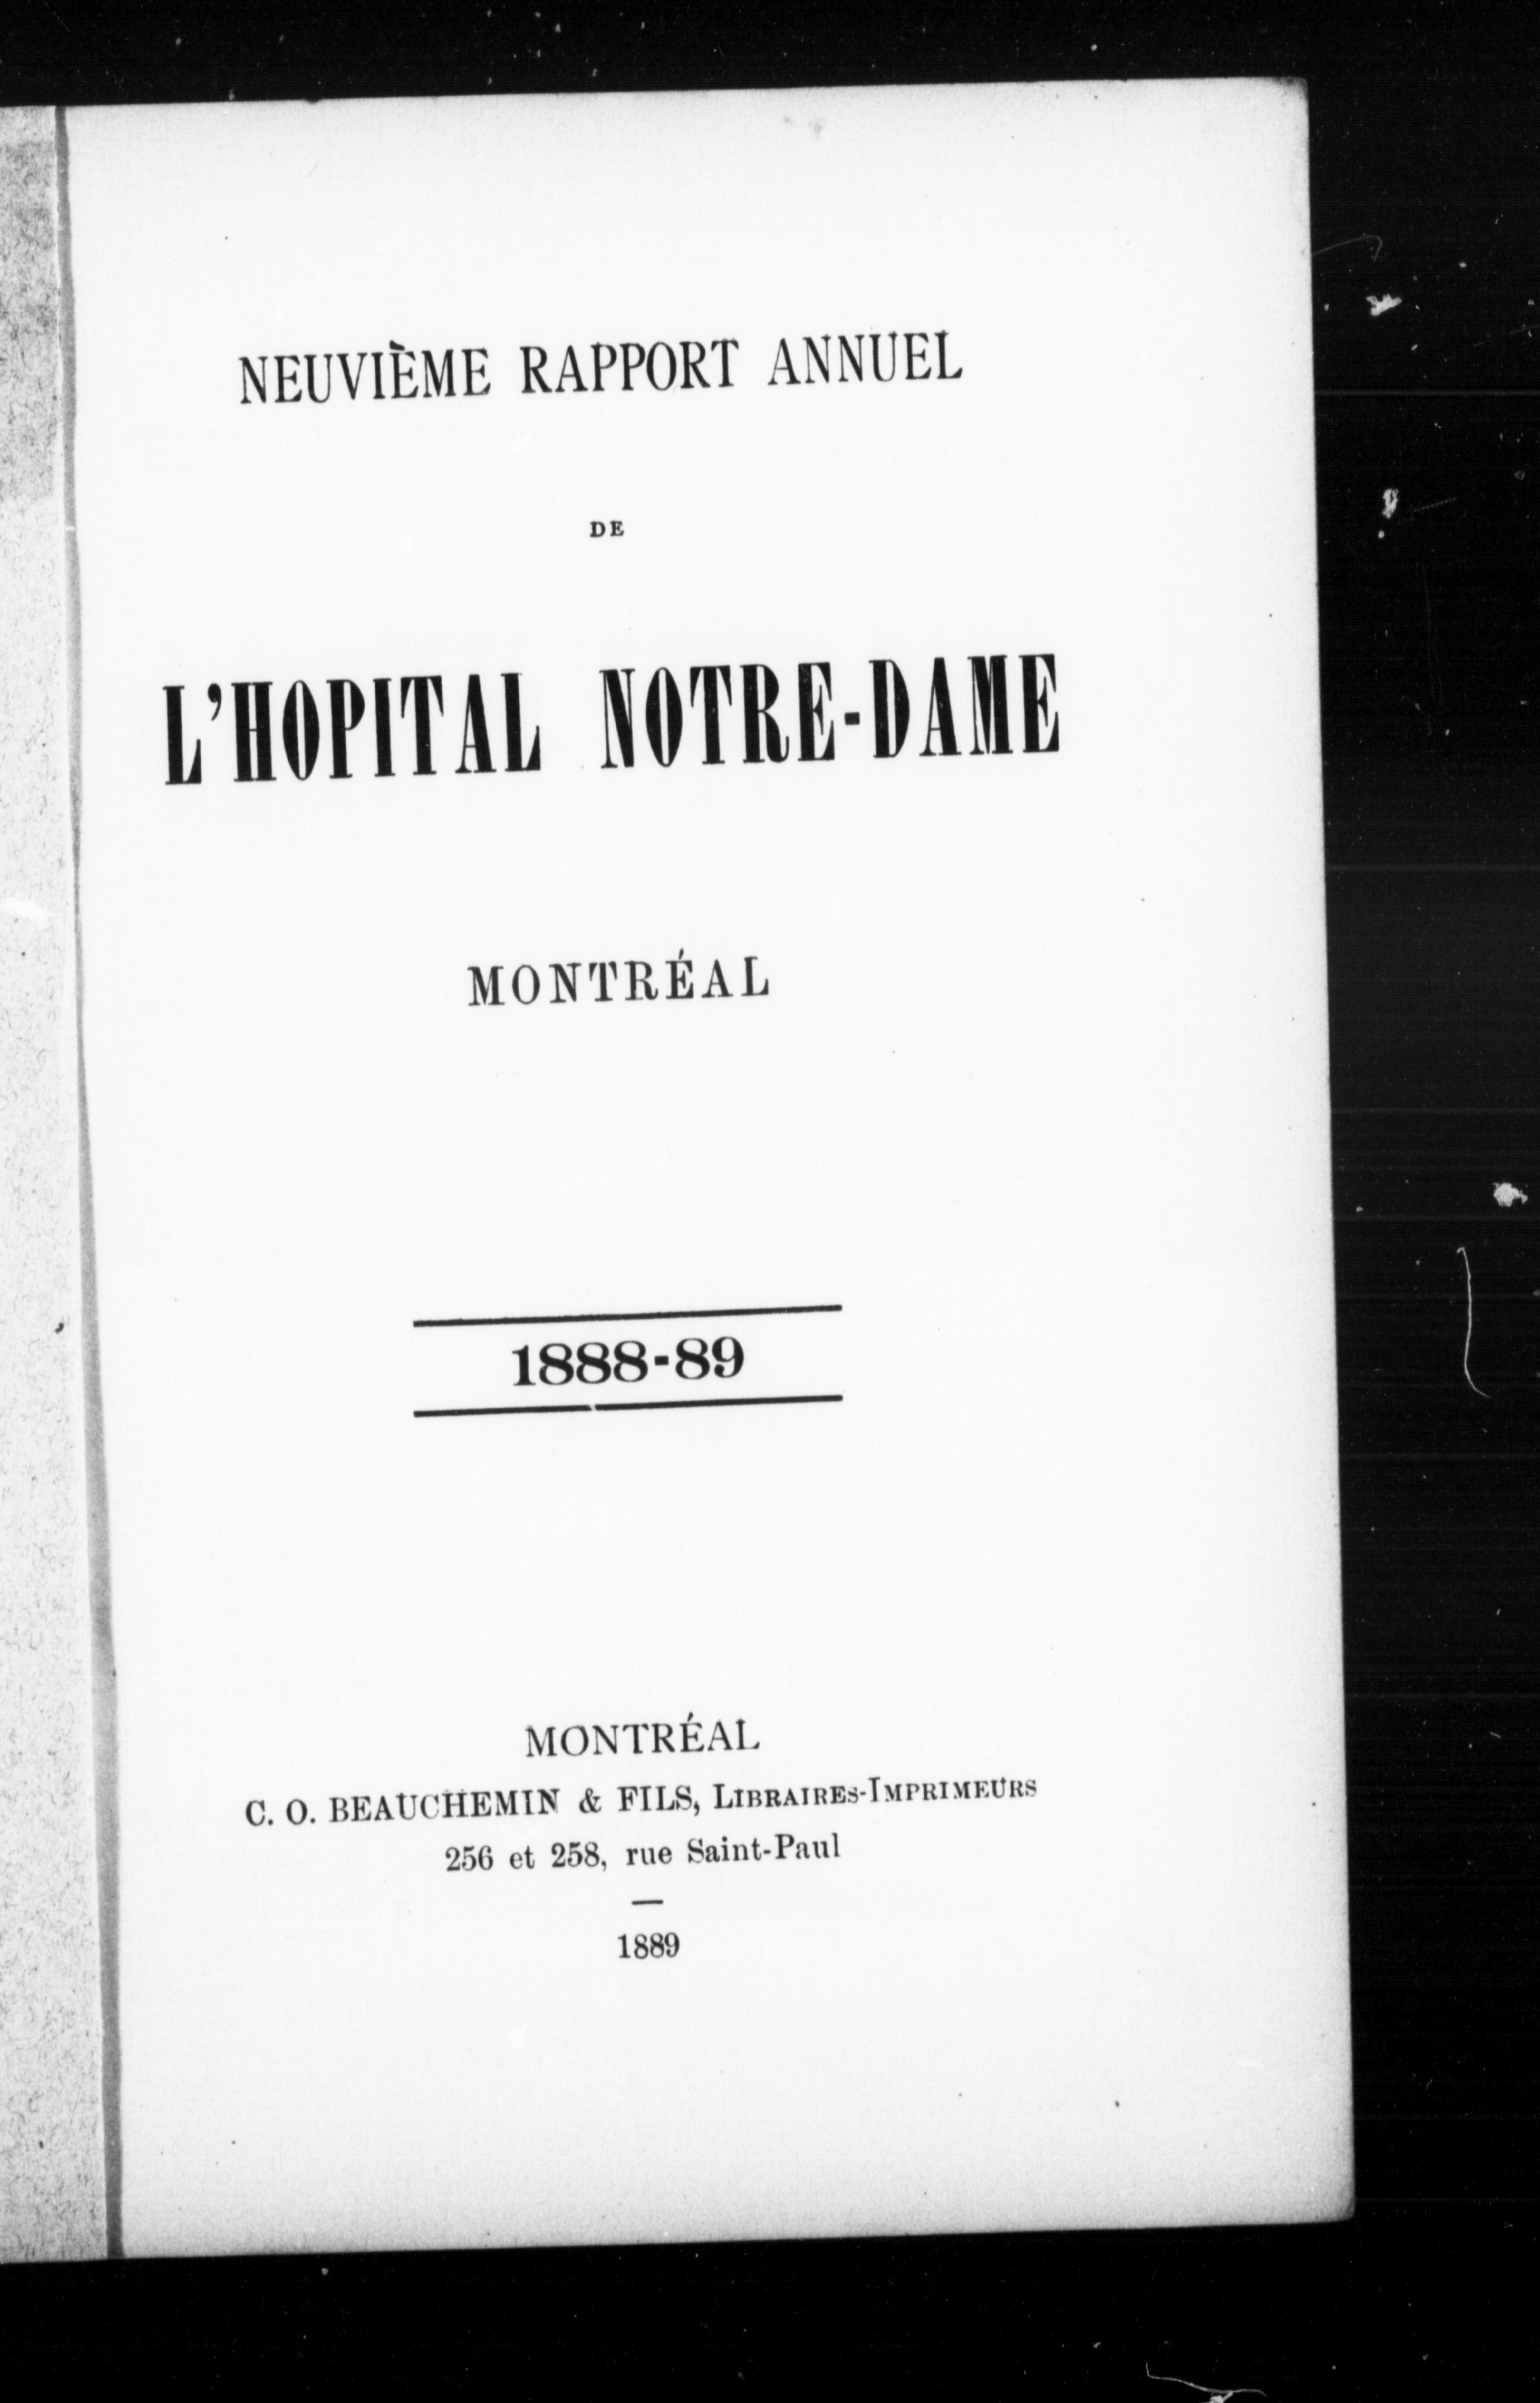 NEUVIÈME RAPPORT ANNUEL
DE
L'HOPITAL NOTRE-DAME
MONTRÉAL
1888-89
MONTRÉAL
C. O. BEAUCHEMIN & FILS, LIBRAIRES-IMPRIMEURS
256 et 258, rue Saint-Paul
1889